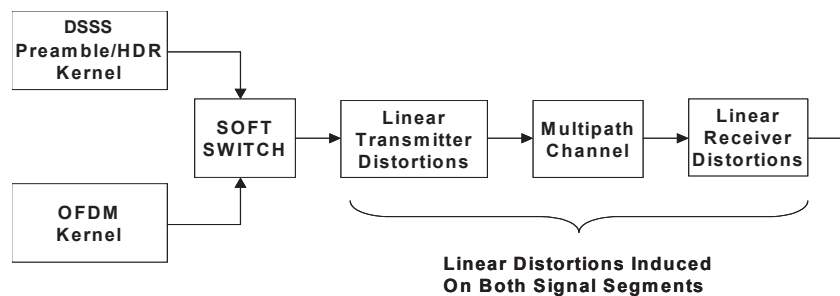 DSSS
Preamble/HDR
Kernel
SOFT
SWITCH
OFDM
Kernel
Linear
Transmitter
Distortions
Multipath
Channel
Linear
Receiver
Distortions
Linear Distortions Induced
On Both Signal Segments